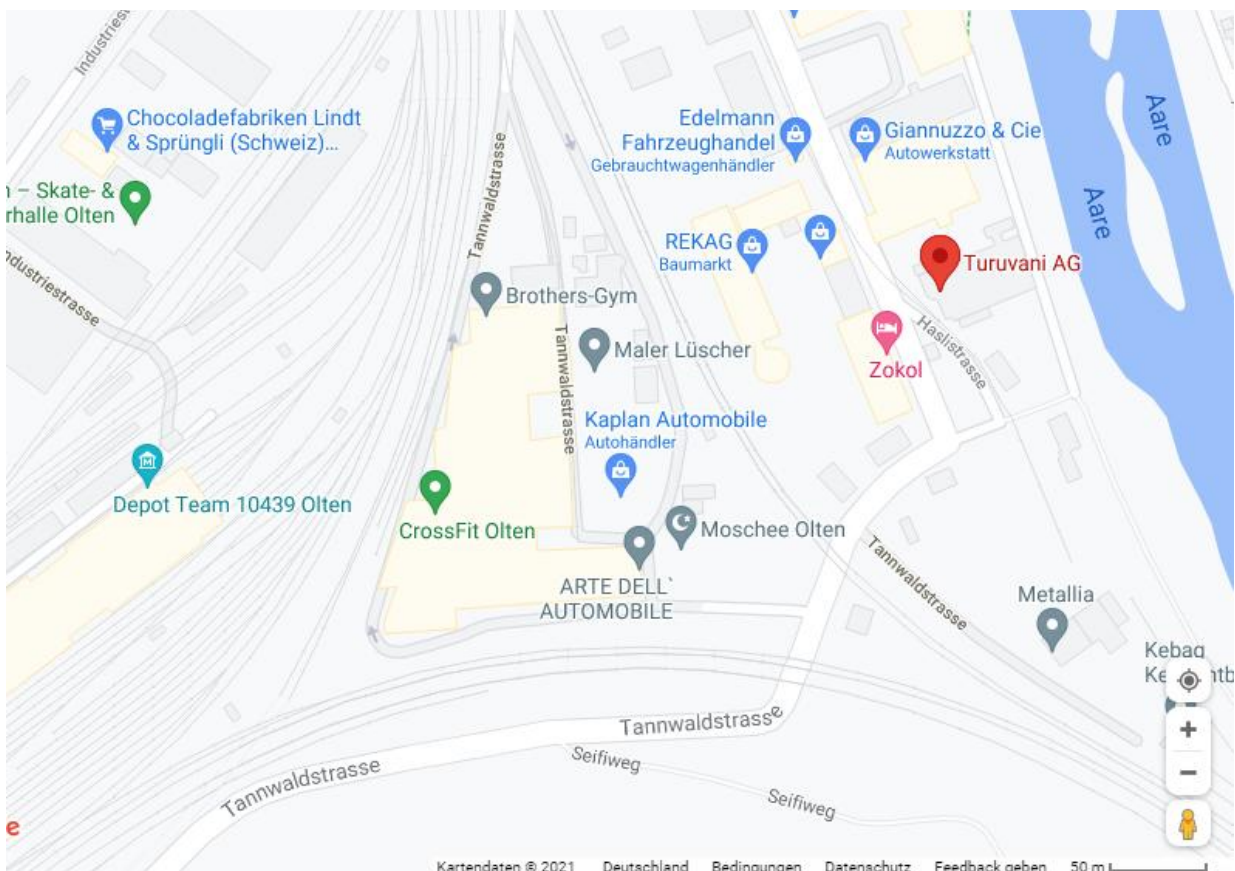 Industries
Chocoladefabriken Lindt
& Sprüngli (Schweiz)...
n – Skate- &
rhalle Olten
Industriestrasse
Tannwaldstrasse
Edelmann
Fahrzeughandel
Gebrauchtwagenhändler
Giannuzzo & Cie
Autowerkstatt
Aare
Aare
REKAG
Baumarkt
Turuvani AG
Brothers-Gym
Haslistrasse
Tannwaldstrasse
Maler Lüscher
Zokol
Kaplan Automobile
Autohändler
Depot Team 10439 Olten
CrossFit Olten
Moschee Olten
ARTE DELL`
AUTOMOBILE
Tannwaldstrasse
Metallia
Kebag
Ke
ntb
Tannwaldstrasse
Seifiweg
Tannwaldstrasse
Seifiweg
e
Kartendaten © 2021 Deutschland Bedingungen Datenschutz Feedback geben 50 m